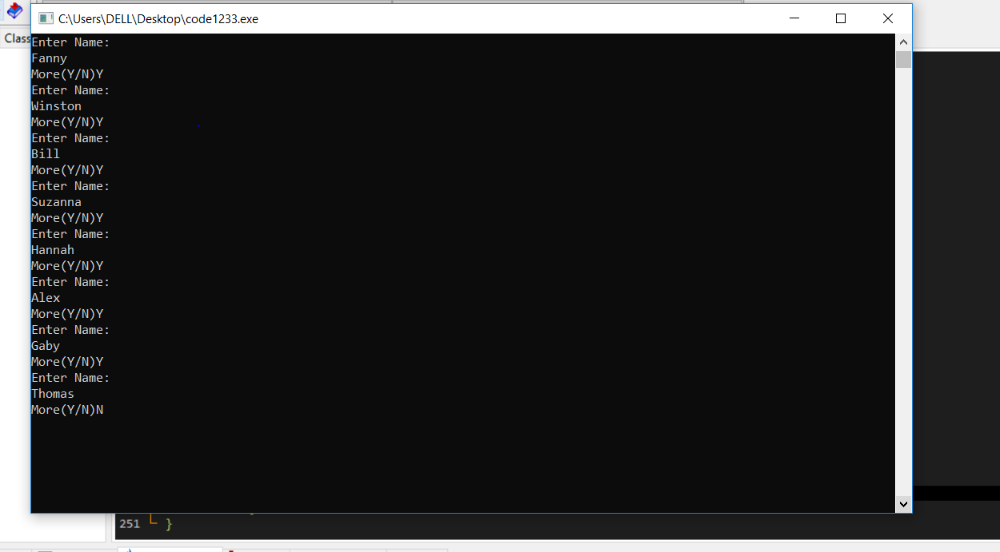 C:\Users\DELL\Desktop\code1233.exe
Class
Enter Name:
Fanny
More(Y/N)Y
Enter Name:
Winston
More(Y/N)Y
Enter Name:
Bill
More(Y/N)Y
Enter Name:
Suzanna
More(Y/N)Y
Enter Name:
Hannah
More(Y/N)Y
Enter Name:
Alex
More(Y/N)Y
Enter Name:
Gaby
More(Y/N)Y
Enter Name:
Thomas
More(Y/N)N
251 }